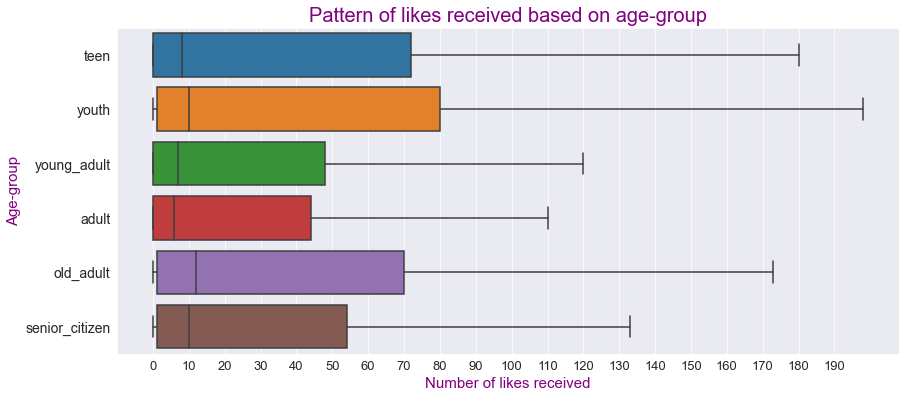 Pattern of likes received based on age-group
Age-group
teen
youth
young_adult
adult
old_adult
senior_citizen
0 10 20 30 40 50 60 70 80 90 100 110 120 130 140 150 160 170 180 190
Number of likes received